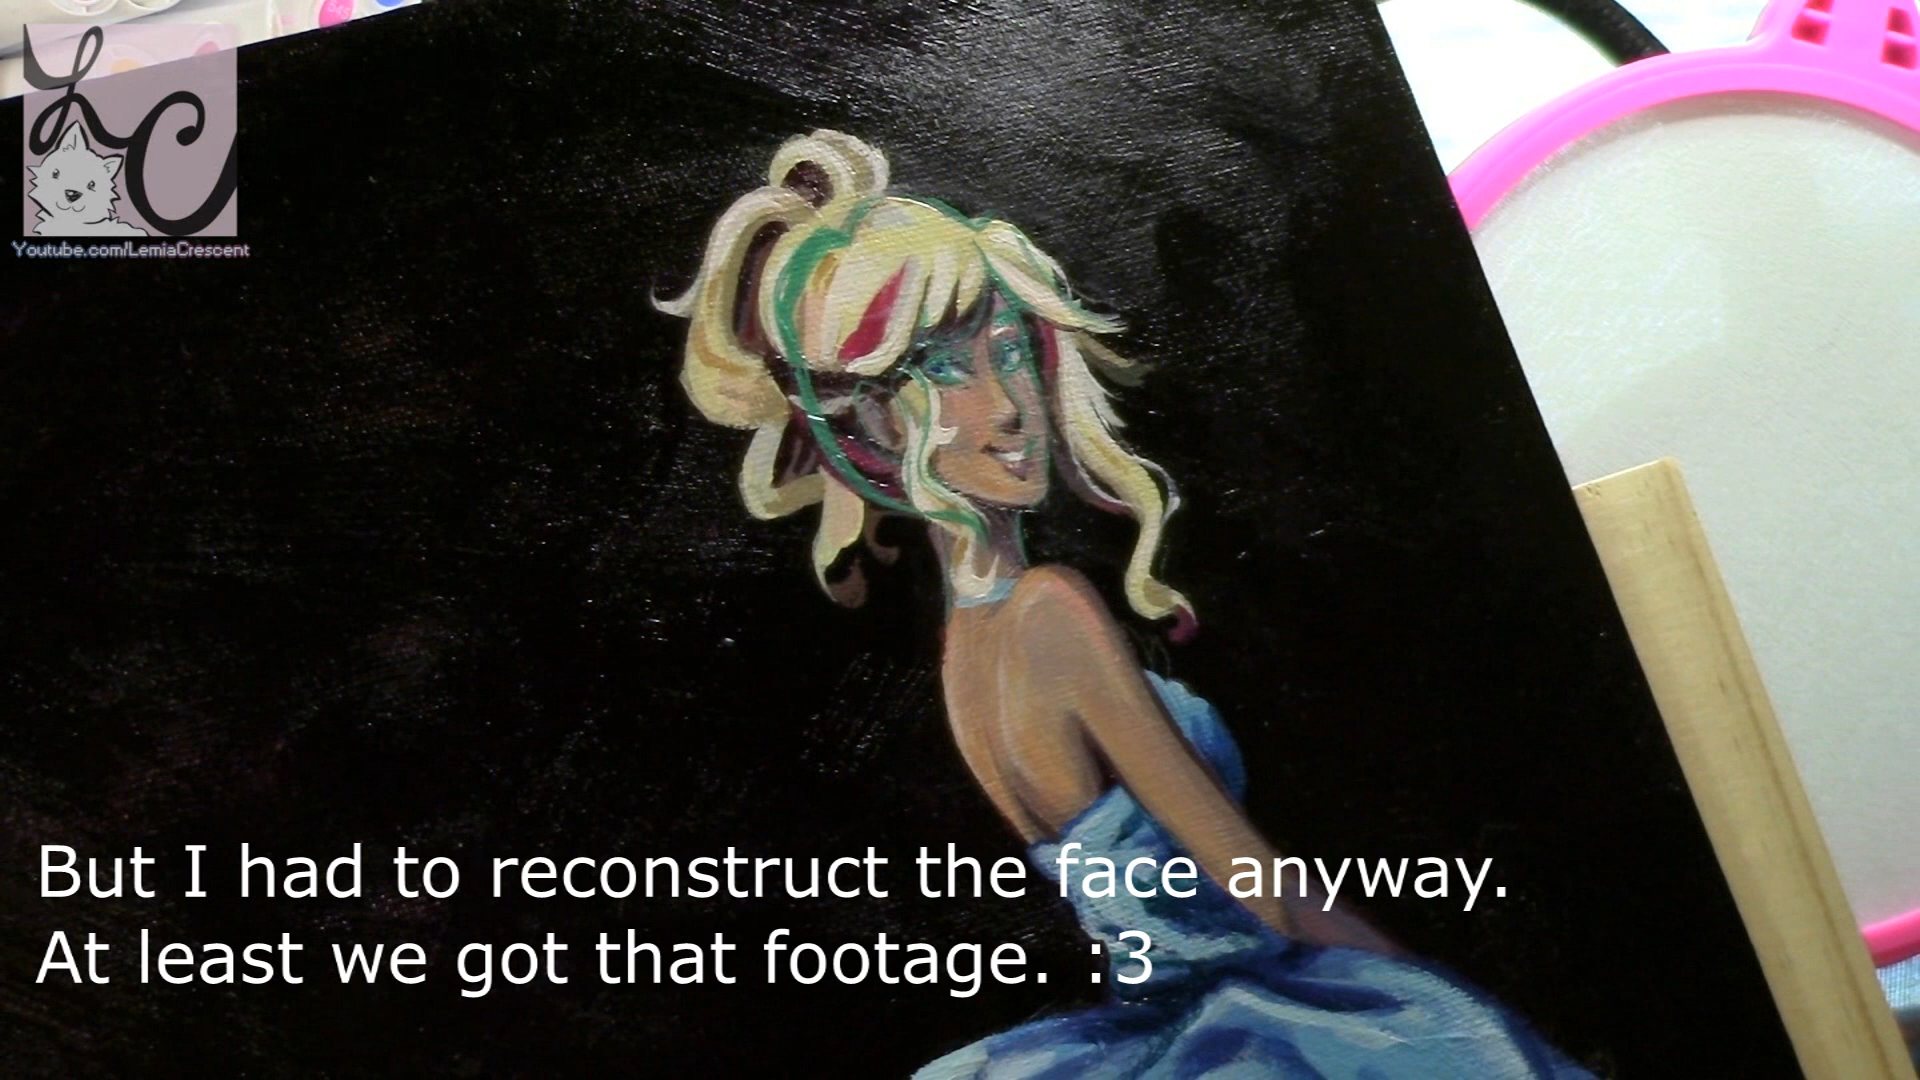 LC
Youtube.com/LemiaCrescent
But I had to reconstruct the face anyway.
At least we got that footage. :3